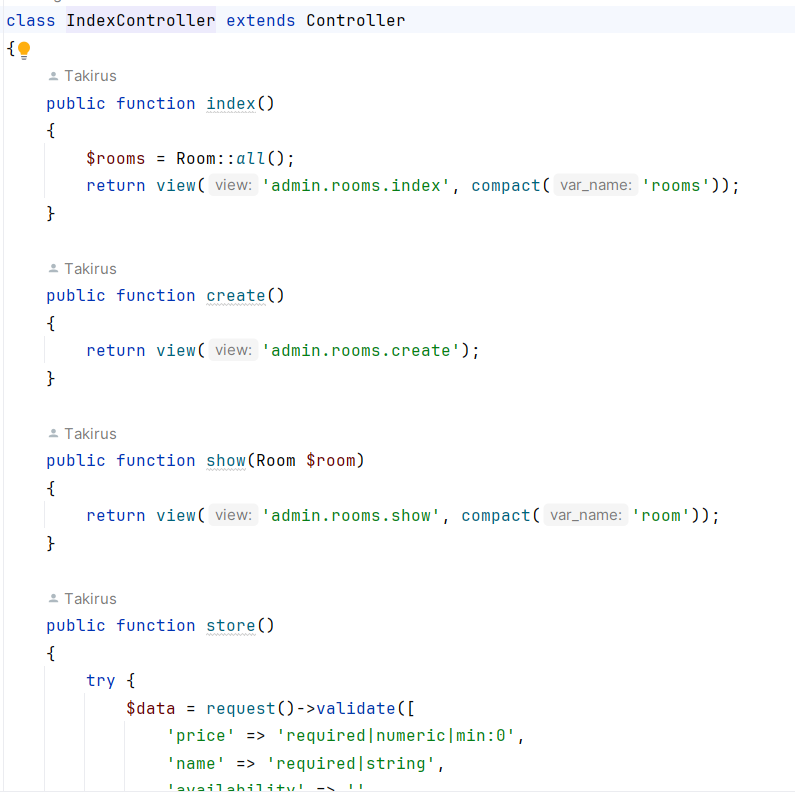 class IndexController extends Controller
{
Takirus
public function index()
{
$rooms = Room::all();
return view( view: 'admin.rooms.index', compact( var_name: 'rooms'));
}
Takirus
public function create()
{
return view( view: 'admin.rooms.create');
}
Takirus
public function show(Room $room)
{
return view( view: 'admin.rooms.show', compact( var_name: 'room'));
}
Takirus
public function store()
{
try {
$data = request()->validate([
'price' => 'required|numeric|min:0',
'name' => 'required|string',
'availability' => ''